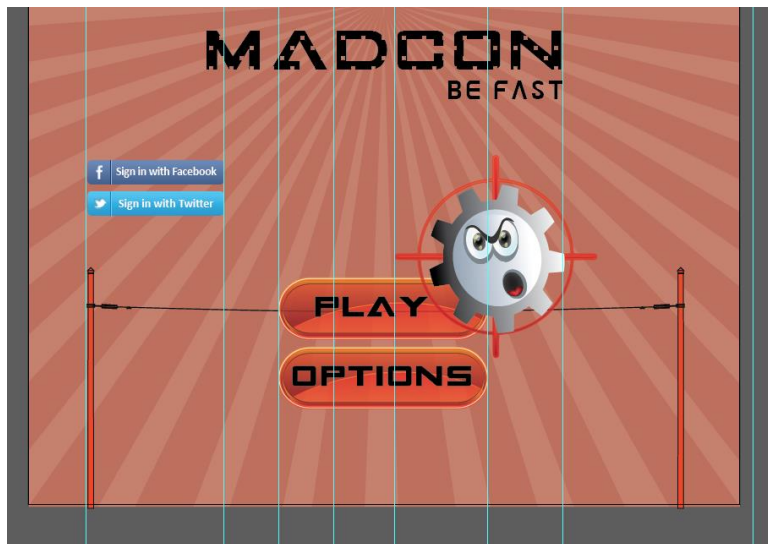 MADCON
BE FAST
f Sign in with Facebook
Sign in with Twitter
PLAY
OPTIONS